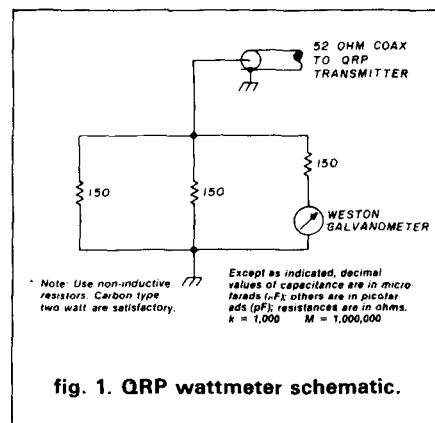 52 OHM COAX
TO QRP
TRANSMITTER
150
150
150
WESTON
GALVANOMETER
* Note: Use non-inductive
resistors. Carbon type
two watt are satisfactory.
Except as indicated, decimal
values of capacitance are in micro-
farads (µF); others are in picofar-
ads (pF); resistances are in ohms.
k = 1,000 M = 1,000,000
fig. 1. QRP wattmeter schematic.